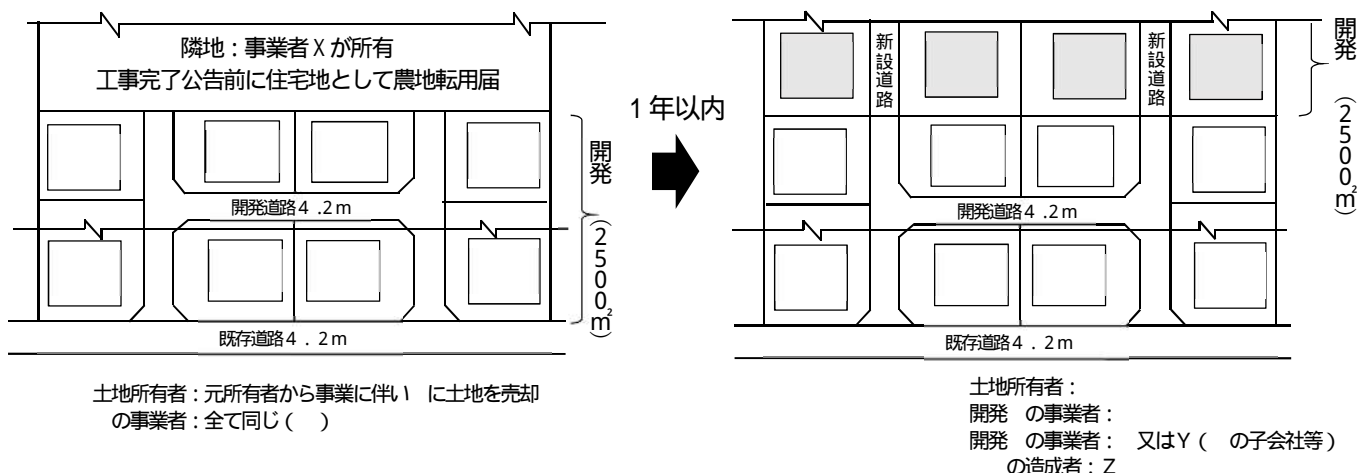 隣地：事業者Xが所有
工事完了公告前に住宅地として農地転用届
開発
（2500㎡）
開発道路4.2m
既存道路4．2m
土地所有者：元所有者から事業に伴い　に土地を売却
の事業者：全て同じ（　）
1年以内
新設道路
新設道路
開発
（2500㎡）
開発道路4.2m
既存道路4．2m
土地所有者：
開発　の事業者：
開発　の事業者：　又はY（　の子会社等）
の造成者：Z